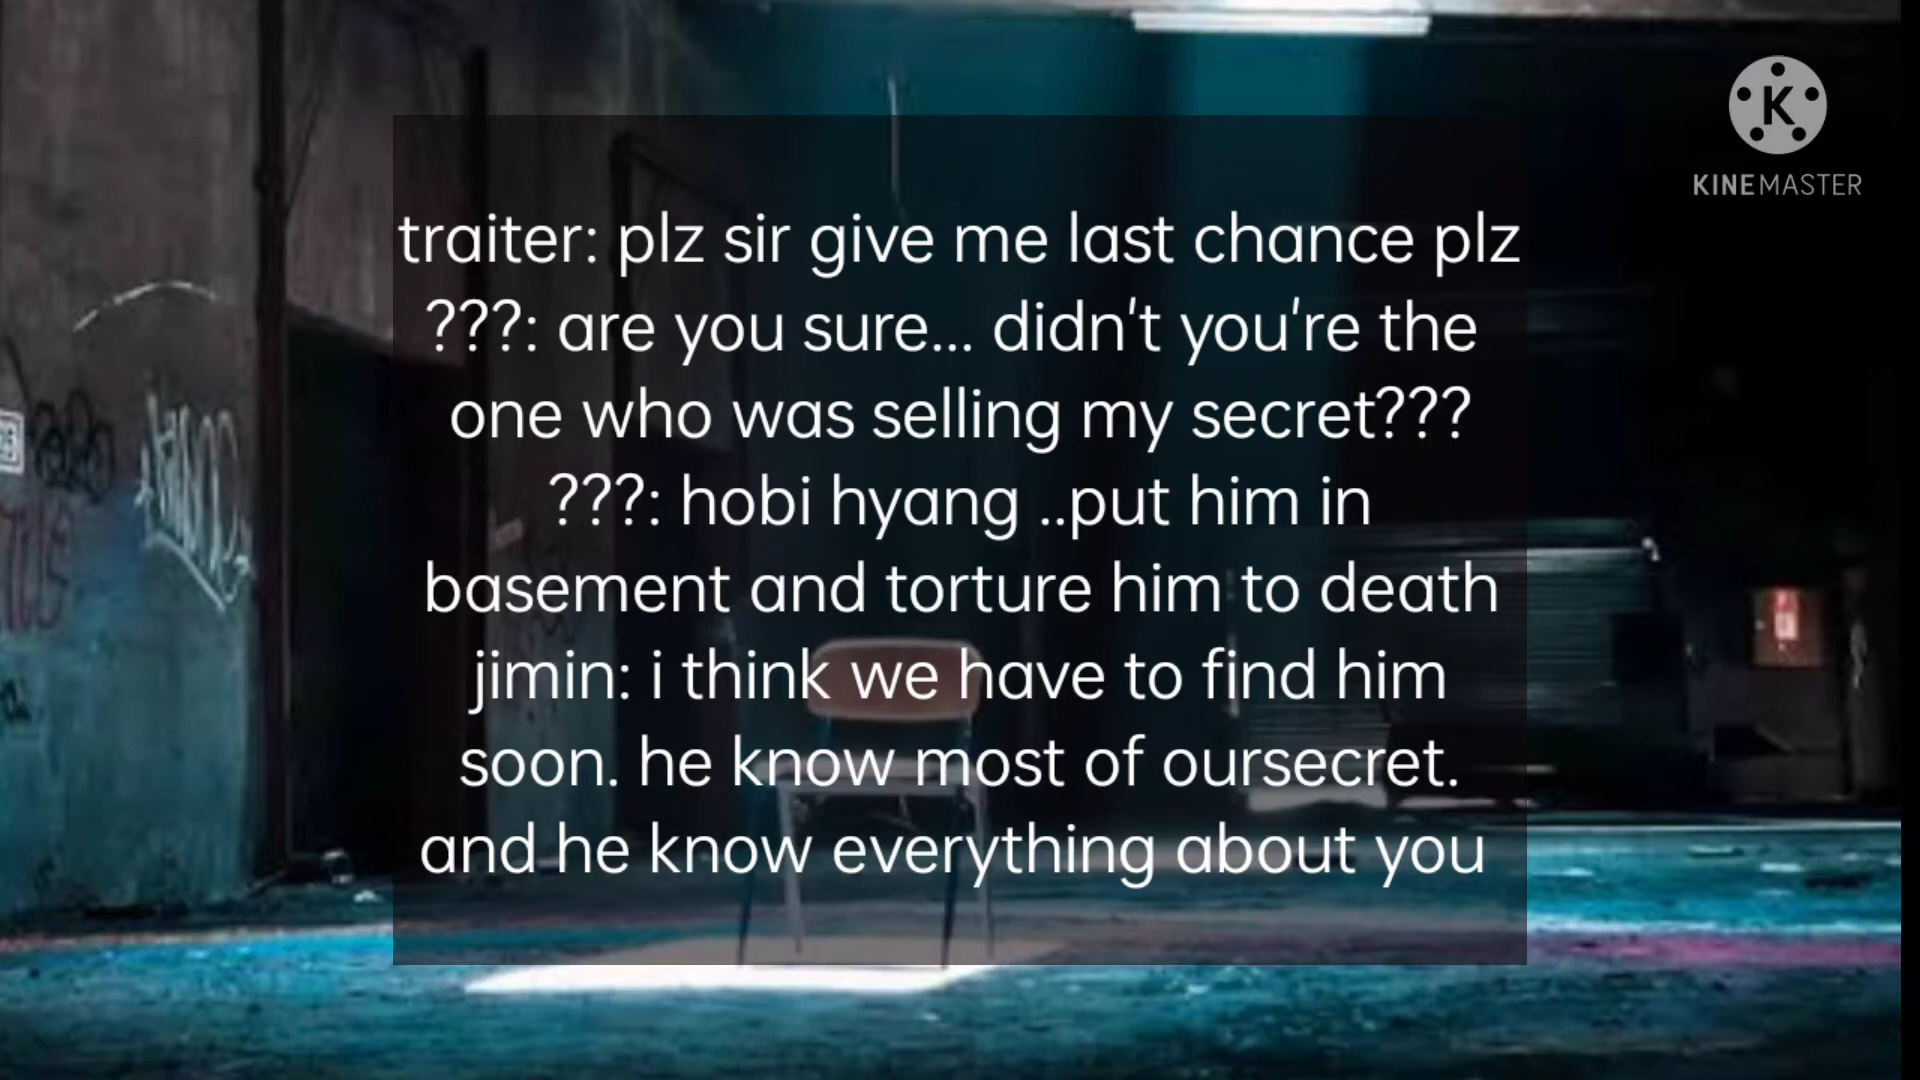 K
KINEMASTER
traiter: plz sir give me last chance plz
???: are you sure... didn't you're the
one who was selling my secret???
???: hobi hyang ..put him in
basement and torture him to death
jimin: i think we have to find him
soon. he know most of oursecret.
and he know everything about you